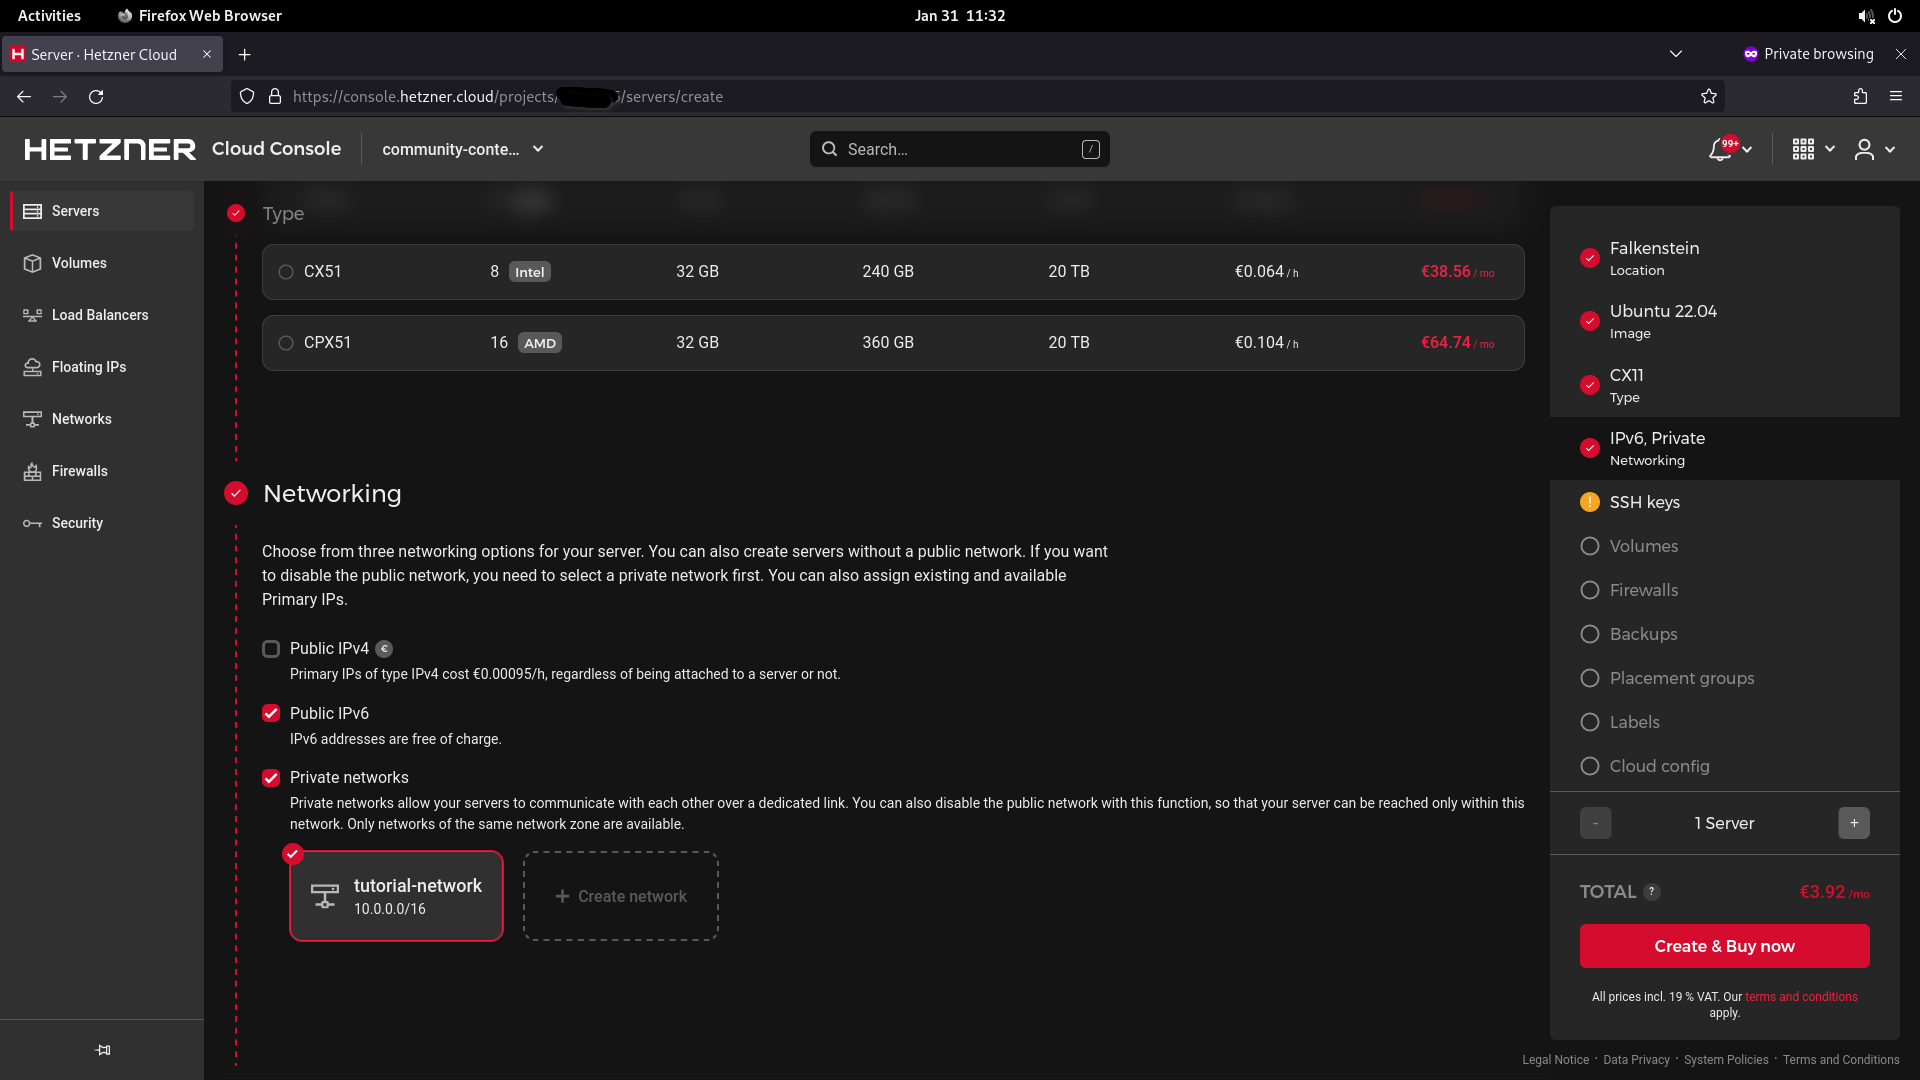 Activities
Firefox Web Browser
Jan 31 11:32
Server · Hetzner Cloud
Private browsing
https://console.hetzner.cloud/projects/ /servers/create
HETZNER
Cloud Console
community-conte...
Search...
/
99+
Servers
Volumes
Load Balancers
Floating IPs
Networks
Firewalls
Security
Type
CX51 8 Intel 32 GB 240 GB 20 TB €0.064 / h €38.56 / mo
CPX51 16 AMD 32 GB 360 GB 20 TB €0.104 / h €64.74 / mo
Networking
Choose from three networking options for your server. You can also create servers without a public network. If you want
to disable the public network, you need to select a private network first. You can also assign existing and available
Primary IPs.
Public IPv4 €
Primary IPs of type IPv4 cost €0.00095/h, regardless of being attached to a server or not.
Public IPv6
IPv6 addresses are free of charge.
Private networks
Private networks allow your servers to communicate with each other over a dedicated link. You can also disable the public network with this function, so that your server can be reached only within this
network. Only networks of the same network zone are available.
tutorial-network
10.0.0.0/16
+ Create network
Falkenstein
Location
Ubuntu 22.04
Image
CX11
Type
IPv6, Private
Networking
! SSH keys
Volumes
Firewalls
Backups
Placement groups
Labels
Cloud config
- 1 Server +
TOTAL ? €3.92 /mo
Create & Buy now
All prices incl. 19 % VAT. Our terms and conditions
apply.
Legal Notice · Data Privacy · System Policies · Terms and Conditions